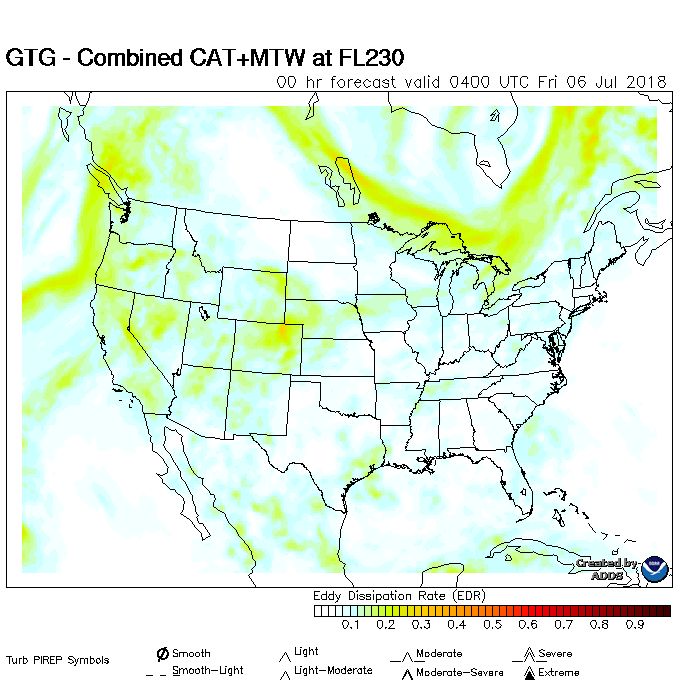 GTG - Combined CAT+MTW at FL230
00 hr forecast valid 0400 UTC Fri 06 Jul 2018
Created by
ADDS
Eddy Dissipation Rate (EDR)
0.1 0.2 0.3 0.4 0.5 0.6 0.7 0.8 0.9
Turb PIREP Symbols
Smooth
Light
Moderate
Severe
Smooth-Light
Light-Moderate
Moderate-Severe
Extreme